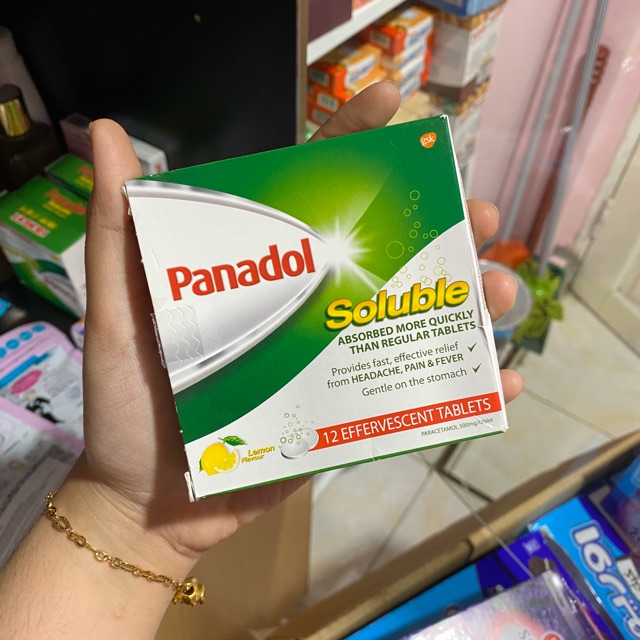 gsk
Panadol
Soluble
ABSORBED MORE QUICKLY
THAN REGULAR TABLETS
Provides fast, effective relief
from HEADACHE, PAIN & FEVER
Gentle on the stomach
12 EFFERVESCENT TABLETS
PARACETAMOL 500mg/tablet
Lemon
Flavour